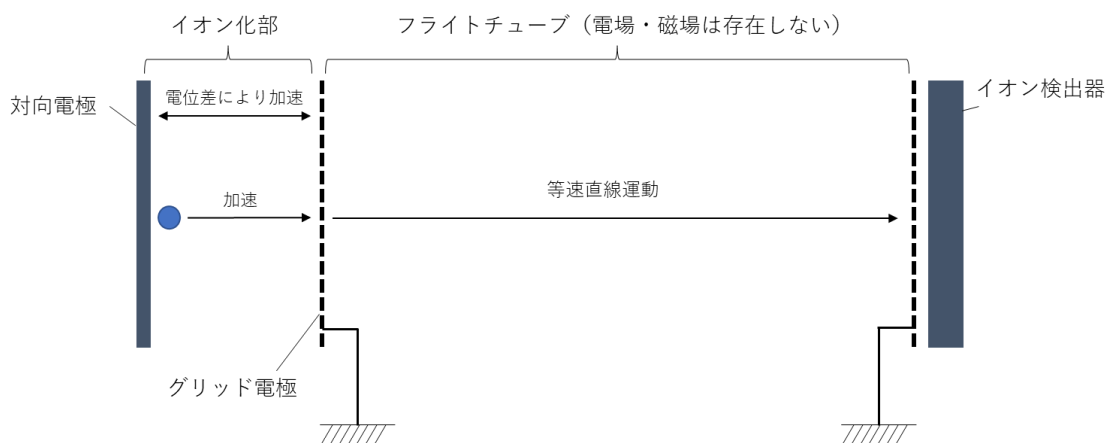 イオン化部
フライトチューブ（電場・磁場は存在しない）
対向電極
電位差により加速
イオン検出器
加速
等速直線運動
グリッド電極